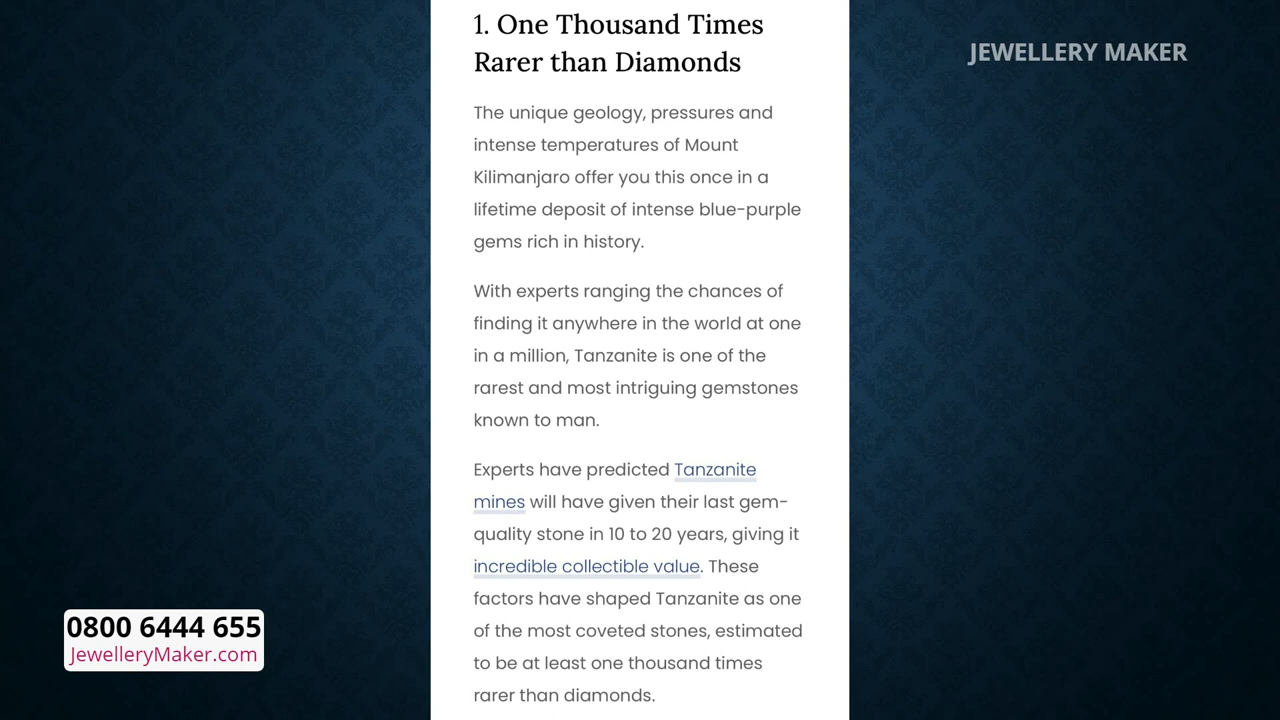 1. One Thousand Times
Rarer than Diamonds
JEWELLERY MAKER
The unique geology, pressures and
intense temperatures of Mount
Kilimanjaro offer you this once in a
lifetime deposit of intense blue-purple
gems rich in history.
With experts ranging the chances of
finding it anywhere in the world at one
in a million, Tanzanite is one of the
rarest and most intriguing gemstones
known to man.
Experts have predicted Tanzanite
mines will have given their last gem-
quality stone in 10 to 20 years, giving it
incredible collectible value. These
factors have shaped Tanzanite as one
of the most coveted stones, estimated
to be at least one thousand times
rarer than diamonds.
0800 6444 655
JewelleryMaker.com